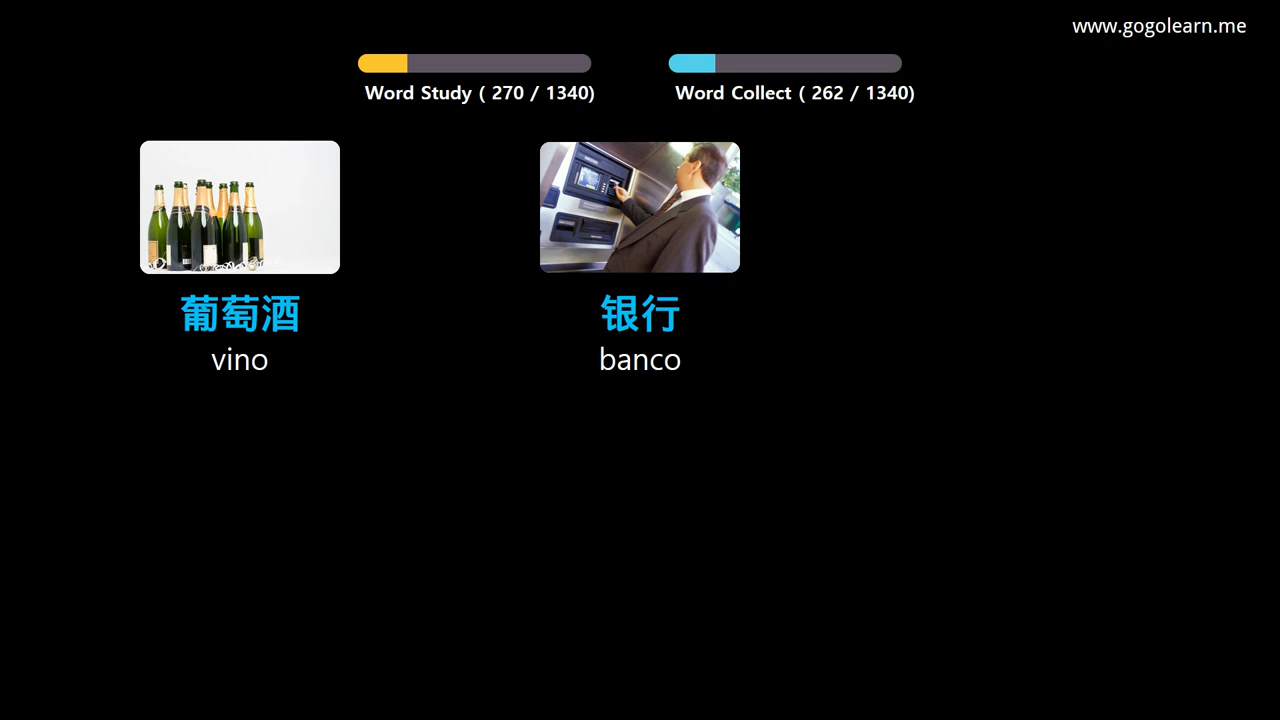 www.gogolearn.me
Word Study ( 270 / 1340)
Word Collect ( 262 / 1340)
葡萄酒
vino
银行
banco